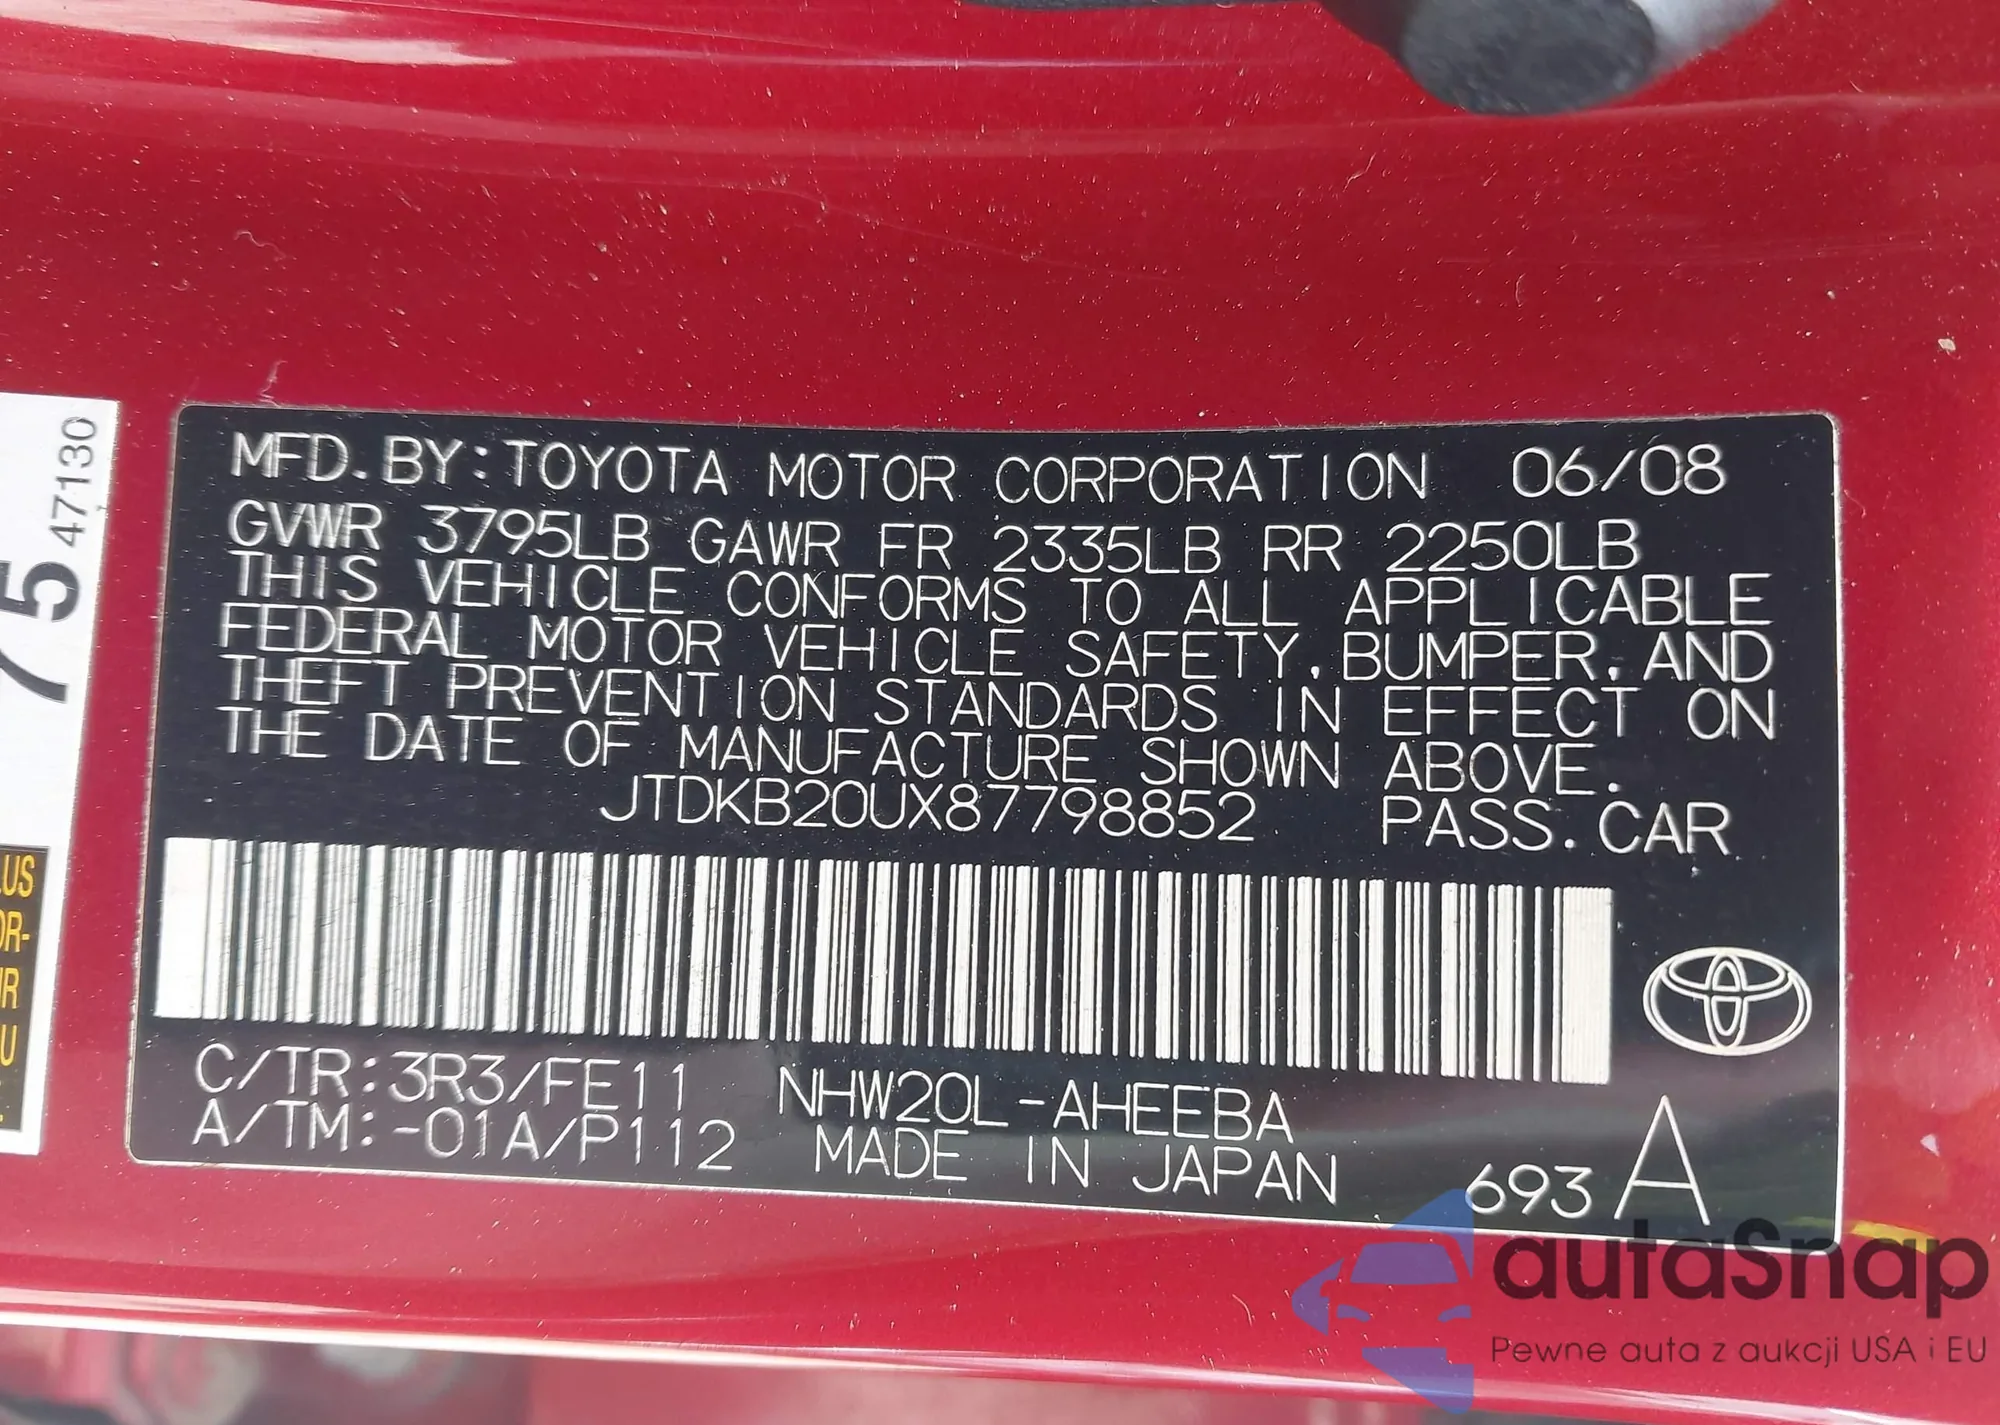 MFD. BY: TOYOTA MOTOR CORPORATION 06/08
GVWR 3795LB GAWR FR 2335LB RR 2250LB
THIS VEHICLE CONFORMS TO ALL APPLICABLE
FEDERAL MOTOR VEHICLE SAFETY, BUMPER, AND
THEFT PREVENTION STANDARDS IN EFFECT ON
THE DATE OF MANUFACTURE SHOWN ABOVE.
JTDKB20UX87798852 PASS. CAR
C/TR: 3R3/FE11 NHW20L-AHEEBA
A/TM: -01A/P112 MADE IN JAPAN 693 A
75
47130
autaSnap
Pewne auta z aukcji USA i EU